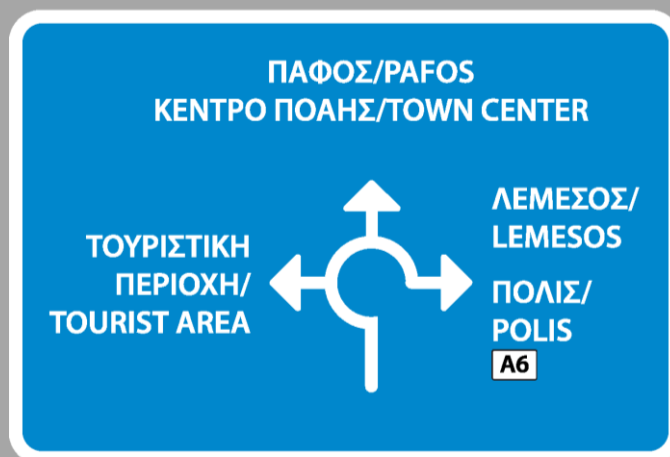 ΠΑΦΟΣ/PAFOS
ΚΕΝΤΡΟ ΠΟΑΗΣ/TOWN CENTER
ΤΟΥΡΙΣΤΙΚΗ
ΠΕΡΙΟΧΗ/
TOURIST AREA
ΛΕΜΕΣΟΣ/
LEMESOS
ΠΟΛΙΣ/
POLIS
A6